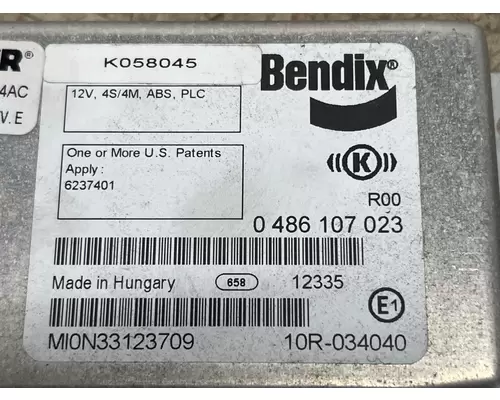 R®
4AC
V.E
K058045
Bendix®
12V, 4S/4M, ABS, PLC
One or More U.S. Patents
Apply :
6237401
((K))
R00
0 486 107 023
Made in Hungary
658
12335
E1
MI0N33123709
10R-034040